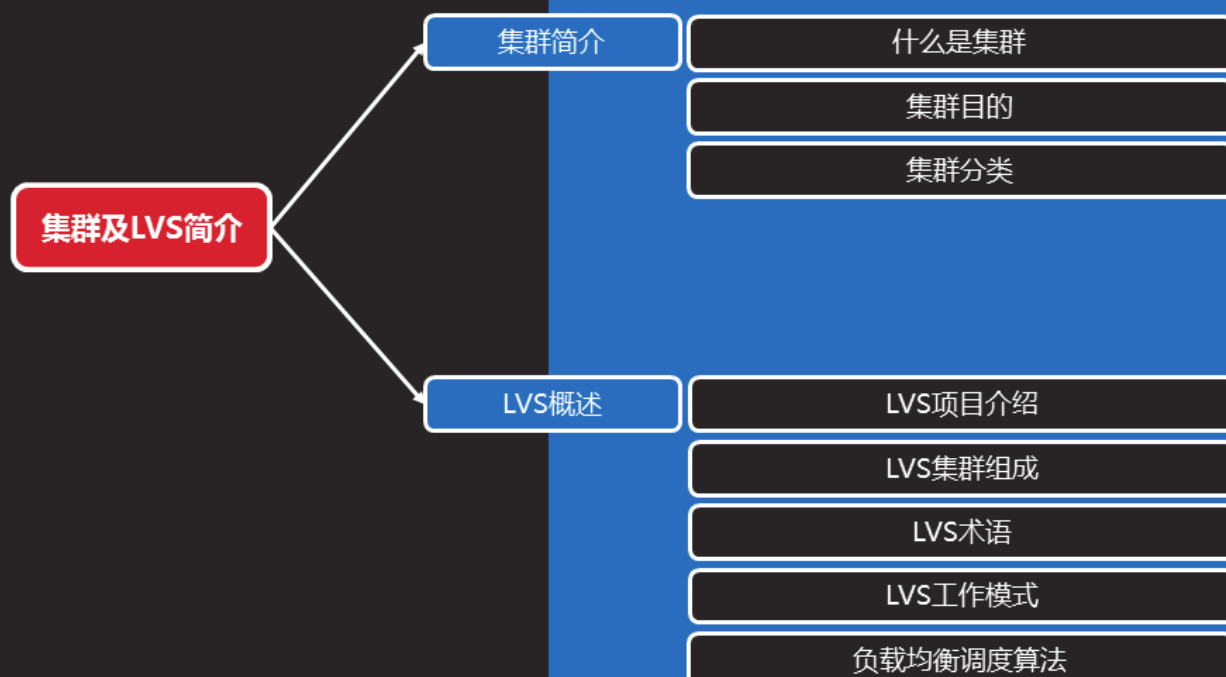 集群及LVS简介
集群简介
什么是集群
集群目的
集群分类
LVS概述
LVS项目介绍
LVS集群组成
LVS术语
LVS工作模式
负载均衡调度算法